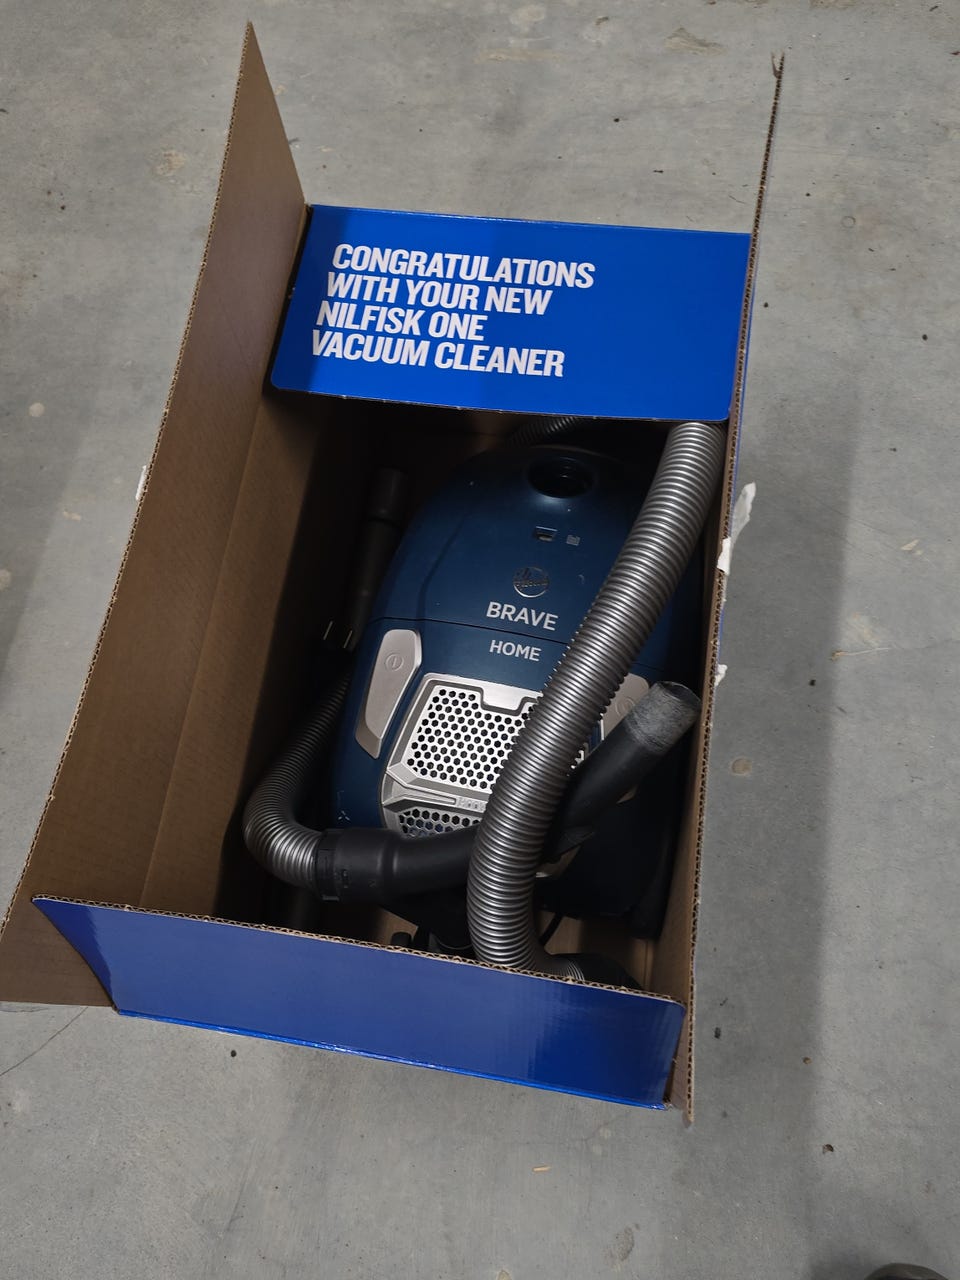 CONGRATULATIONS
WITH YOUR NEW
NILFISK ONE
VACUUM CLEANER
BRAVE
HOME